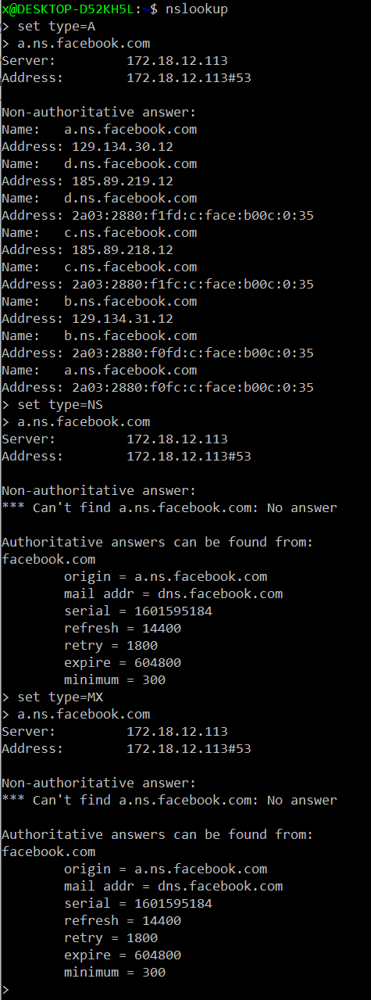 x@DESKTOP-D52KH5L:~$ nslookup
> set type=A
> a.ns.facebook.com
Server:         172.18.12.113
Address:        172.18.12.113#53

Non-authoritative answer:
Name:   a.ns.facebook.com
Address: 129.134.30.12
Name:   d.ns.facebook.com
Address: 185.89.219.12
Name:   d.ns.facebook.com
Address: 2a03:2880:f1fd:c:face:b00c:0:35
Name:   c.ns.facebook.com
Address: 185.89.218.12
Name:   c.ns.facebook.com
Address: 2a03:2880:f1fc:c:face:b00c:0:35
Name:   b.ns.facebook.com
Address: 129.134.31.12
Name:   b.ns.facebook.com
Address: 2a03:2880:f0fd:c:face:b00c:0:35
Name:   a.ns.facebook.com
Address: 2a03:2880:f0fc:c:face:b00c:0:35
> set type=NS
> a.ns.facebook.com
Server:         172.18.12.113
Address:        172.18.12.113#53

Non-authoritative answer:
*** Can't find a.ns.facebook.com: No answer

Authoritative answers can be found from:
facebook.com
        origin = a.ns.facebook.com
        mail addr = dns.facebook.com
        serial = 1601595184
        refresh = 14400
        retry = 1800
        expire = 604800
        minimum = 300
> set type=MX
> a.ns.facebook.com
Server:         172.18.12.113
Address:        172.18.12.113#53

Non-authoritative answer:
*** Can't find a.ns.facebook.com: No answer

Authoritative answers can be found from:
facebook.com
        origin = a.ns.facebook.com
        mail addr = dns.facebook.com
        serial = 1601595184
        refresh = 14400
        retry = 1800
        expire = 604800
        minimum = 300
>